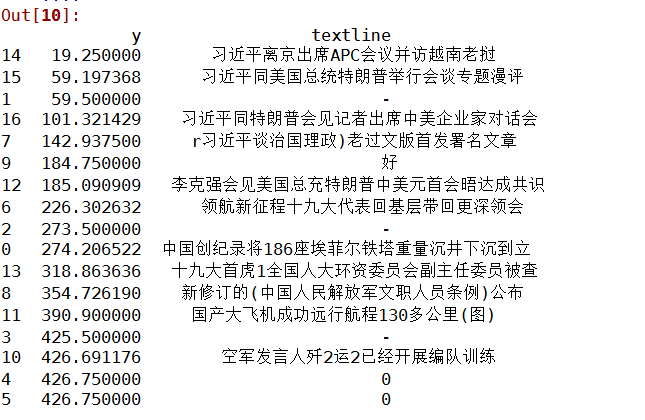 Out[10]:
y textline
14 19.250000 习近平离京出席APC会议并访越南老挝
15 59.197368 习近平同美国总统特朗普举行会谈专题漫评
1 59.500000 -
16 101.321429 习近平同特朗普会见记者出席中美企业家对话会
7 142.937500 r习近平谈治国理政)老过文版首发署名文章
9 184.750000 好
12 185.090909 李克强会见美国总充特朗普中美元首会晤达成共识
6 226.302632 领航新征程十九大代表回基层带回更深领会
2 273.500000 -
0 274.206522 中国创纪录将186座埃菲尔铁塔重量沉井下沉到立
13 318.863636 十九大首虎1全国人大环资委员会副主任委员被查
8 354.726190 新修订的(中国人民解放军文职人员条例)公布
11 390.900000 国产大飞机成功远行航程130多公里(图)
3 425.500000 -
10 426.691176 空军发言人歼2运2已经开展编队训练
4 426.750000 0
5 426.750000 0